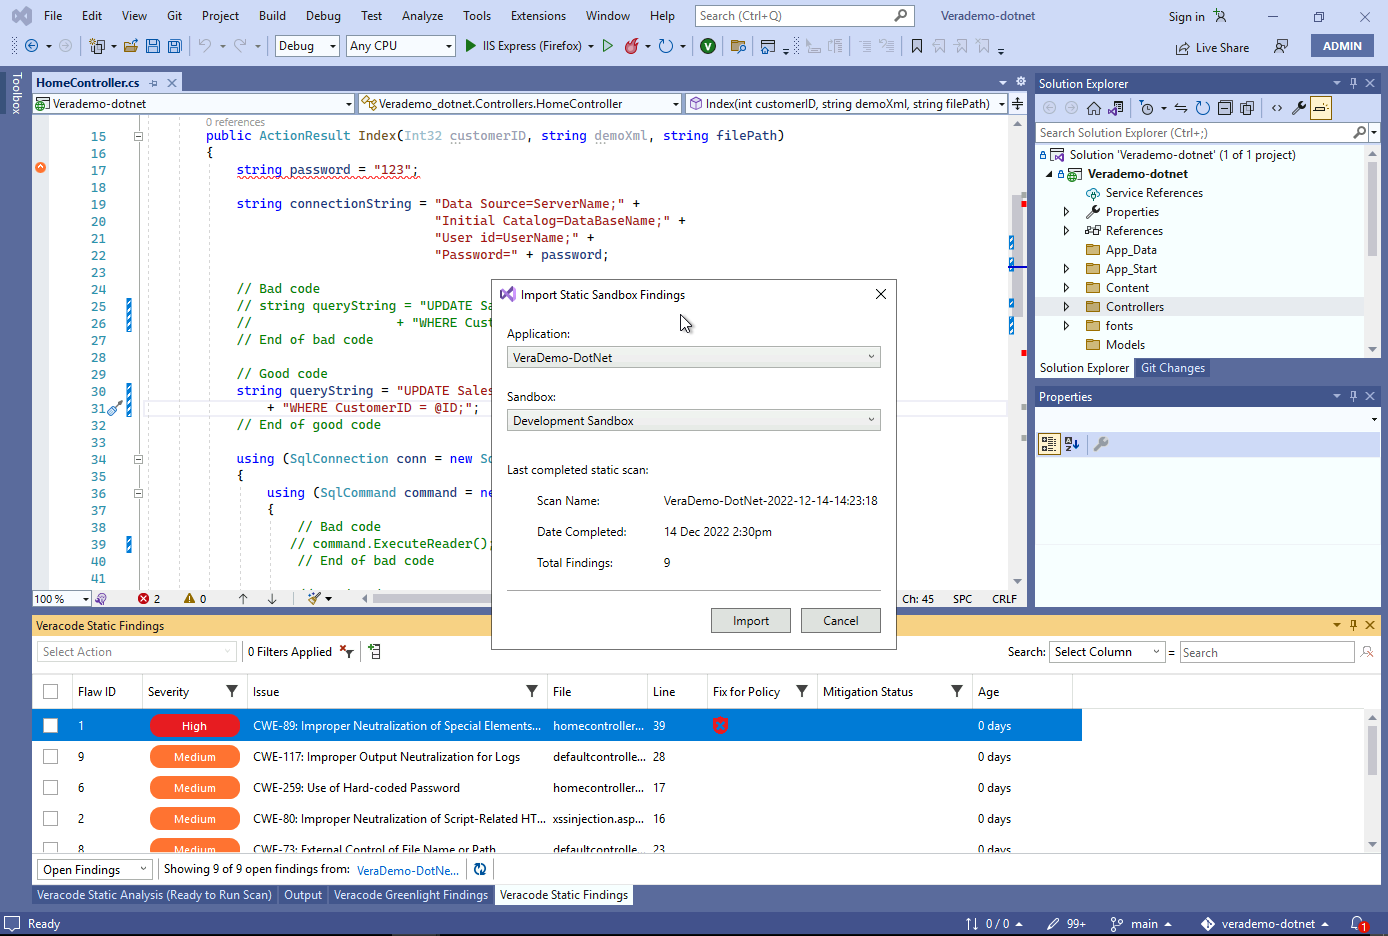 File Edit View Git Project Build Debug Test Analyze Tools Extensions Window Help Search (Ctrl+Q) Verademo-dotnet Sign in
Debug Any CPU IIS Express (Firefox) V Live Share ADMIN
Toolbox
HomeController.cs
Verademo-dotnet Verademo_dotnet.Controllers.HomeController Index(int customerID, string demoXml, string filePath)
0 references
15 public ActionResult Index(Int32 customerID, string demoXml, string filePath)
16 {
17 string password = "123";
18
19 string connectionString = "Data Source=ServerName;" +
20 "Initial Catalog=DataBaseName;" +
21 "User id=UserName;" +
22 "Password=" + password;
23
24 // Bad code
25 // string queryString = "UPDATE Sa
26 // + "WHERE Cust
27 // End of bad code
28
29 // Good code
30 string queryString = "UPDATE Sales
31 + "WHERE CustomerID = @ID;";
32 // End of good code
33
34 using (SqlConnection conn = new Sq
35 {
36 using (SqlCommand command = ne
37 {
38 // Bad code
39 // command.ExecuteReader();
40 // End of bad code
41
100 % 2 0 Ch: 45 SPC CRLF
Import Static Sandbox Findings
Application:
VeraDemo-DotNet
Sandbox:
Development Sandbox
Last completed static scan:
Scan Name: VeraDemo-DotNet-2022-12-14-14:23:18
Date Completed: 14 Dec 2022 2:30pm
Total Findings: 9
Import Cancel
Solution Explorer
Search Solution Explorer (Ctrl+;)
Solution 'Verademo-dotnet' (1 of 1 project)
Verademo-dotnet
Service References
Properties
References
App_Data
App_Start
Content
Controllers
fonts
Models
Solution Explorer Git Changes
Properties
Veracode Static Findings
Select Action 0 Filters Applied Search: Select Column = Search
Flaw ID Severity Issue File Line Fix for Policy Mitigation Status Age
1 High CWE-89: Improper Neutralization of Special Elements... homecontroller... 39 0 days
9 Medium CWE-117: Improper Output Neutralization for Logs defaultcontrolle... 28 0 days
6 Medium CWE-259: Use of Hard-coded Password homecontroller... 17 0 days
2 Medium CWE-80: Improper Neutralization of Script-Related HT... xssinjection.asp... 16 0 days
8 Medium CWE-73: External Control of File Name or Path defaultcontrolle... 23 0 days
Open Findings Showing 9 of 9 open findings from: VeraDemo-DotNe...
Veracode Static Analysis (Ready to Run Scan) Output Veracode Greenlight Findings Veracode Static Findings
Ready 0 / 0 99+ main verademo-dotnet 1